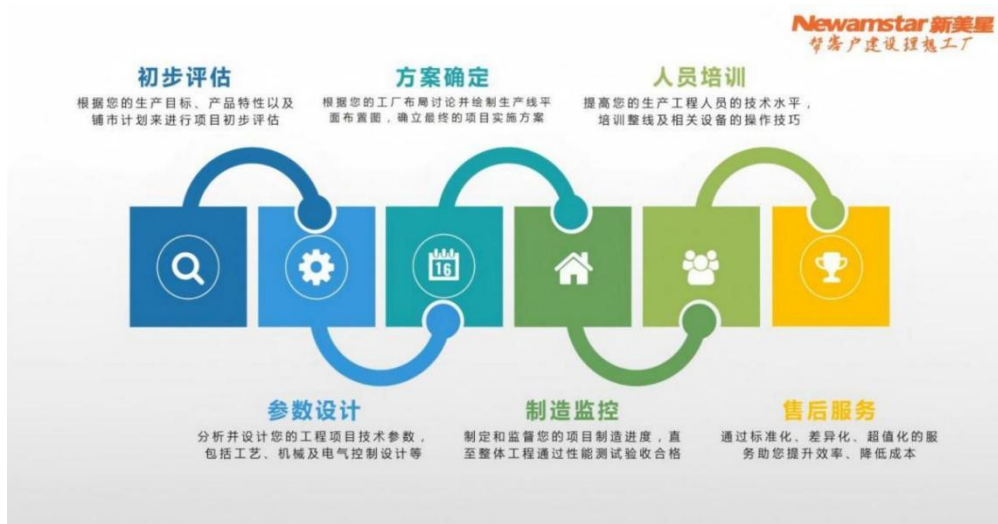 Newamstar 新美星
帮客户建设理想工厂
初步评估
根据您的生产目标、产品特性以及
铺市计划来进行项目初步评估
方案确定
根据您的工厂布局讨论并绘制生产线平
面布置图，确立最终的项目实施方案
人员培训
提高您的生产工程人员的技术水平，
培训整线及相关设备的操作技巧
16
参数设计
分析并设计您的工程项目技术参数，
包括工艺、机械及电气控制设计等
制造监控
制定和监督您的项目制造进度，直
至整体工程通过性能测试验收合格
售后服务
通过标准化、差异化、超值化的服
务助您提升效率、降低成本